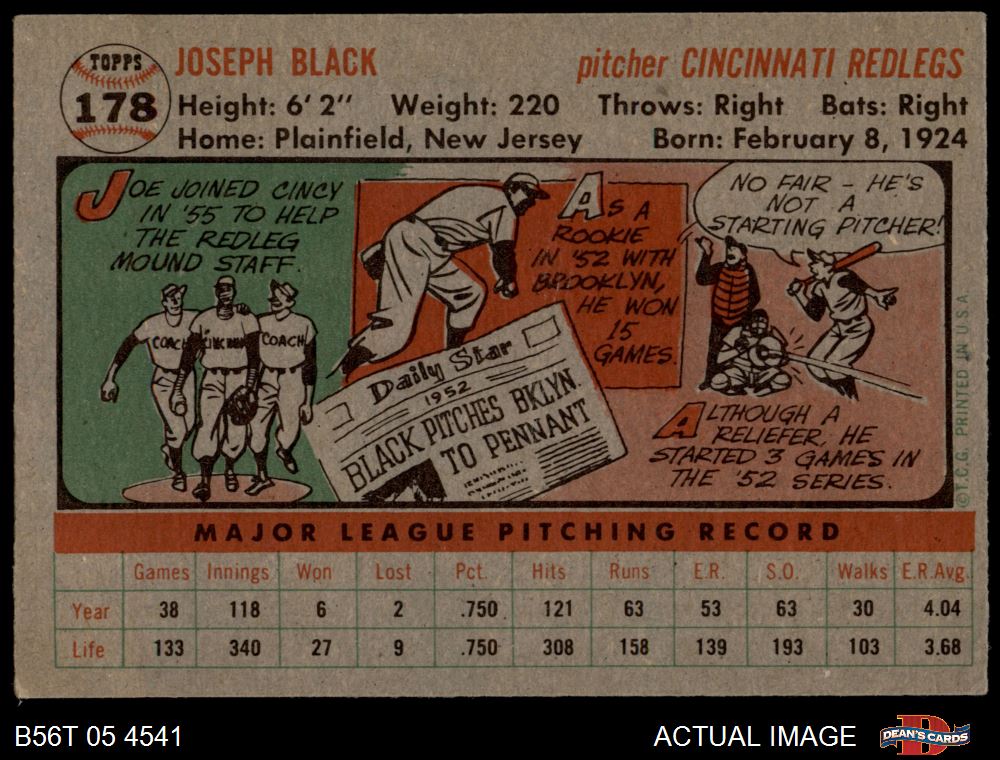 TOPPS
178
JOSEPH BLACK
pitcher CINCINNATI REDLEGS
Height: 6' 2" Weight: 220 Throws: Right Bats: Right
Home: Plainfield, New Jersey Born: February 8, 1924
JOE JOINED CINCY
IN '55 TO HELP
THE REDLEG
MOUND STAFF.
COACH
COACH
AS A
ROOKIE
IN '52 WITH
BROOKLYN,
HE WON
15
GAMES.
Daily Star
1952
BLACK PITCHES BKLYN.
TO PENNANT
NO FAIR - HE'S
NOT A
STARTING PITCHER!
ALTHOUGH A
RELIEFER, HE
STARTED 3 GAMES IN
THE '52 SERIES.
©T.C.G. PRINTED IN U.S.A.
MAJOR LEAGUE PITCHING RECORD
Games Innings Won Lost Pct. Hits Runs E.R. S.O. Walks E.R.Avg.
Year 38 118 6 2 .750 121 63 53 63 30 4.04
Life 133 340 27 9 .750 308 158 139 193 103 3.68
B56T 05 4541
ACTUAL IMAGE
DEAN'S CARDS